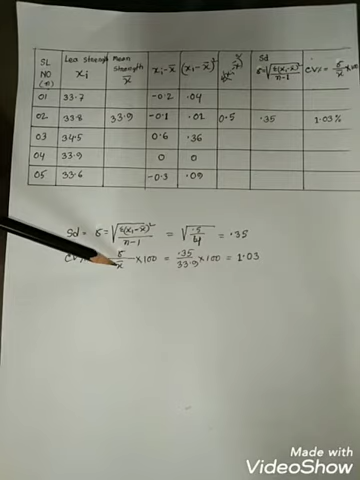 SL NO (n) Lea strength xi Mean Strength x̄ xi-x̄ (xi-x̄)² Sd σ=√Σ(xi-x̄)²/n-1 CV%= σ/x̄ ×100
01 33.7 -0.2 .04
02 33.8 33.9 -0.1 .01 0.5 .35 1.03%
03 34.5 0.6 .36
04 33.9 0 0
05 33.6 -0.3 .09
Sd = σ=√Σ(xi-x̄)²/n-1 = √.5/4 = .35
σ/x̄ ×100 = .35/33.9 ×100 = 1.03
Made with
VideoShow